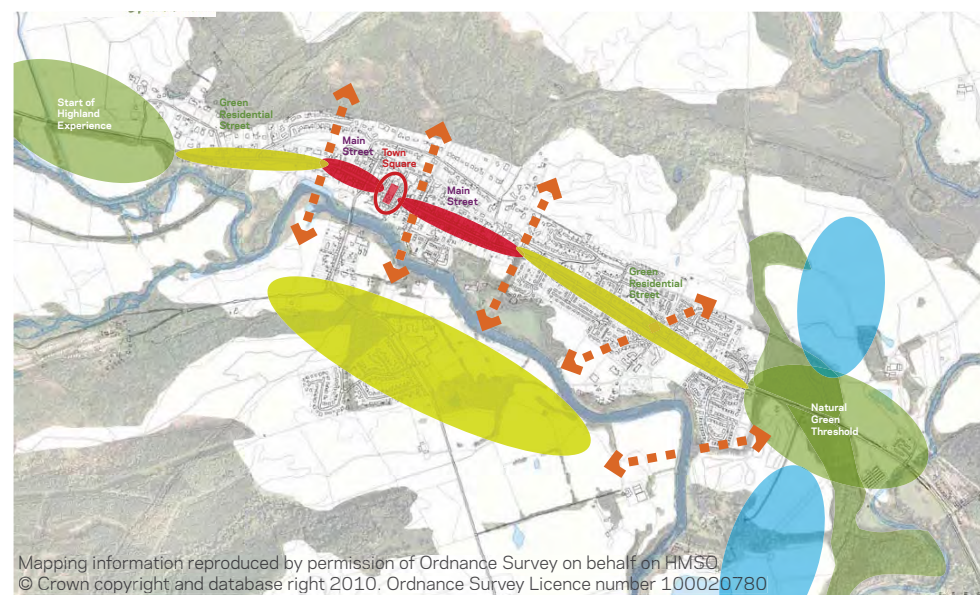 Start of
Highland
Experience
Green
Residential
Street
Main
Street
Town
Square
Main
Street
Green
Residential
Street
Natural
Green
Threshold
Mapping information reproduced by permission of Ordnance Survey on behalf on HMSO
© Crown copyright and database right 2010. Ordnance Survey Licence number 100020780